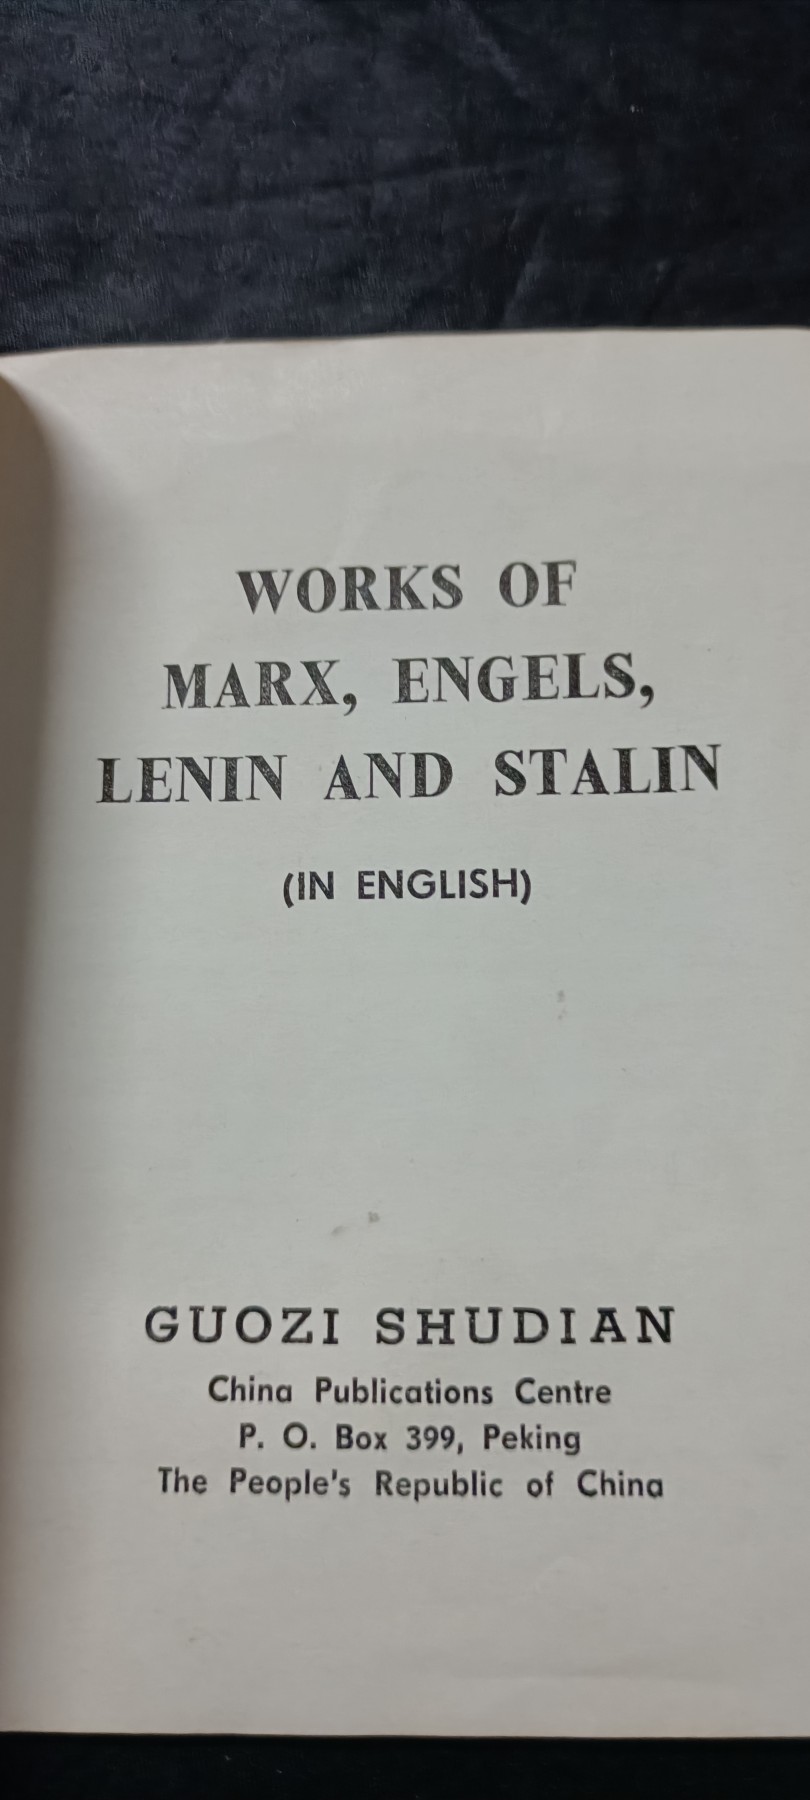 WORKS OF
MARX, ENGELS,
LENIN AND STALIN
(IN ENGLISH)
GUOZI SHUDIAN
China Publications Centre
P. O. Box 399, Peking
The People's Republic of China